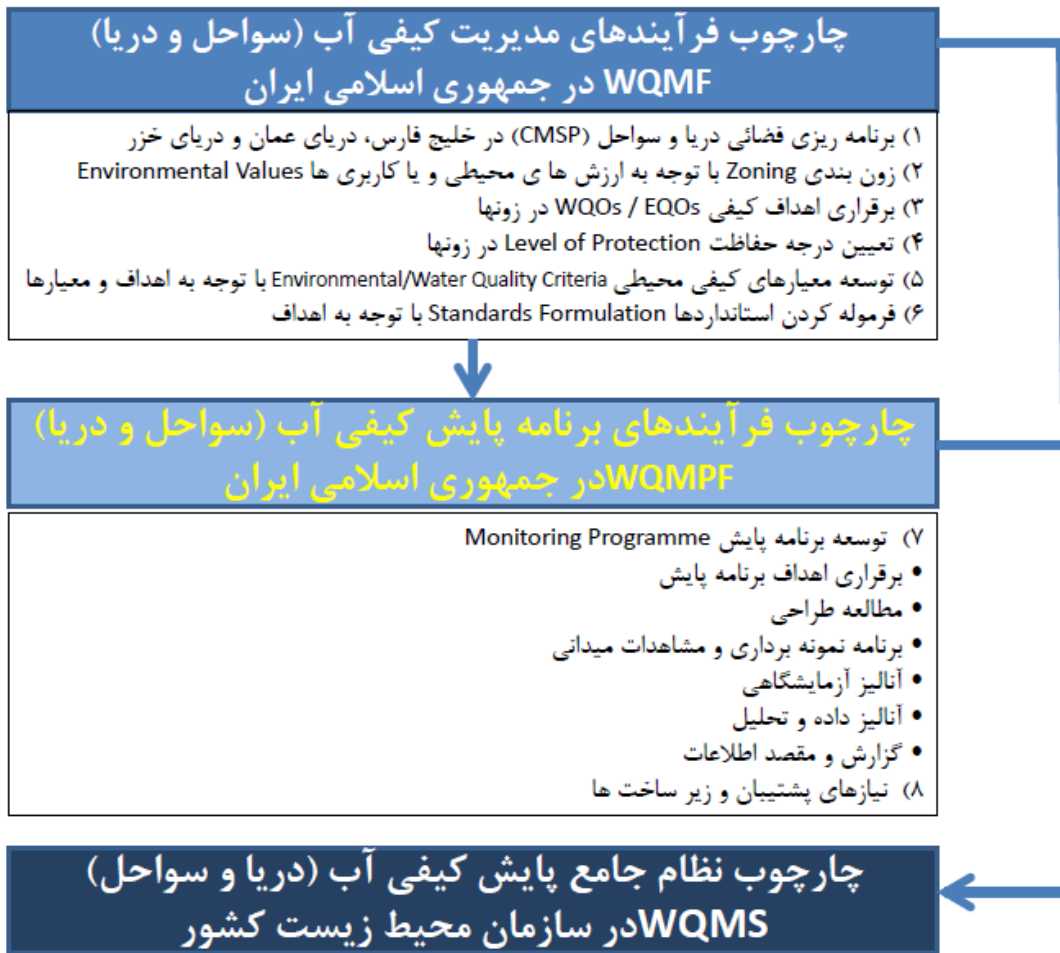 چارچوب فرآیندهای مدیریت کیفی آب (سواحل و دریا)
WQMF در جمهوری اسلامی ایران
۱) برنامه ریزی فضائی دریا و سواحل (CMSP) در خلیج فارس، دریای عمان و دریای خزر
۲) زون بندی Zoning با توجه به ارزش ها ی محیطی و یا کاربری ها Environmental Values
۳) برقراری اهداف کیفی WQOs / EQOs در زونها
۴) تعیین درجه حفاظت Level of Protection در زونها
۵) توسعه معیارهای کیفی محیطی Environmental/Water Quality Criteria با توجه به اهداف و معیارها
۶) فرموله کردن استانداردها Standards Formulation با توجه به اهداف
چارچوب فرآیندهای برنامه پایش کیفی آب (سواحل و دریا)
WQMPFدر جمهوری اسلامی ایران
۷) توسعه برنامه پایش Monitoring Programme
• برقراری اهداف برنامه پایش
• مطالعه طراحی
• برنامه نمونه برداری و مشاهدات میدانی
• آنالیز آزمایشگاهی
• آنالیز داده و تحلیل
• گزارش و مقصد اطلاعات
۸) نیازهای پشتیبان و زیر ساخت ها
چارچوب نظام جامع پایش کیفی آب (دریا و سواحل)
WQMSدر سازمان محیط زیست کشور